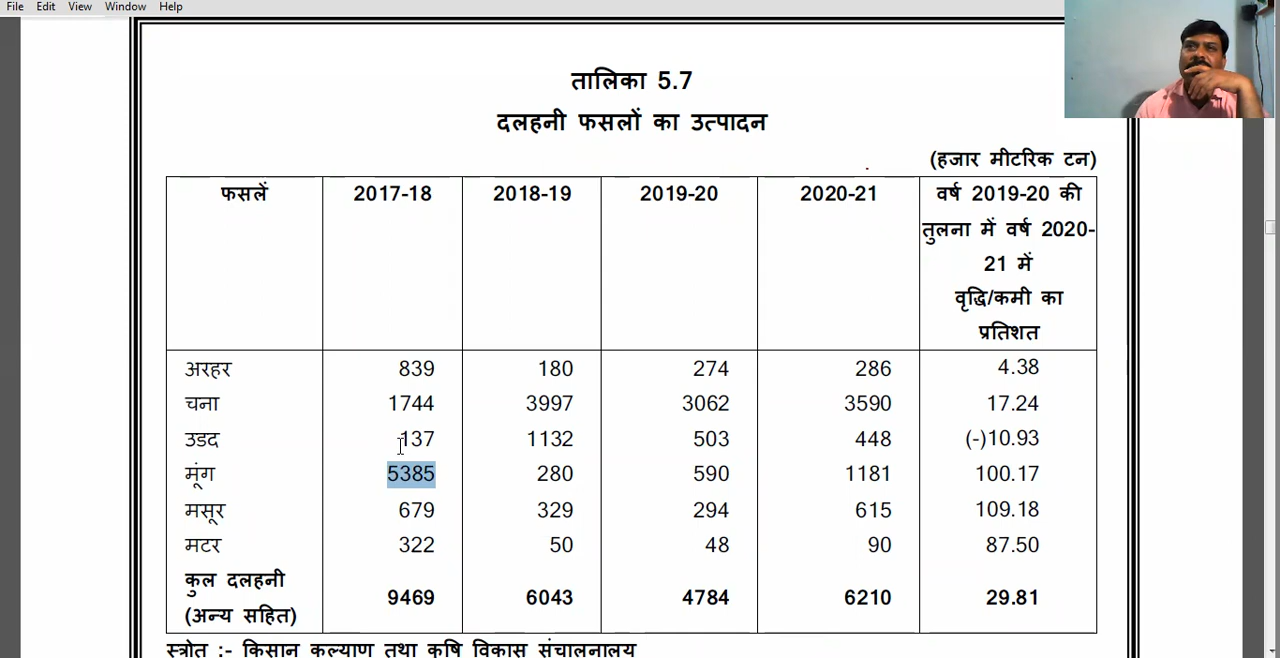 File Edit View Window Help
तालिका 5.7
दलहनी फसलों का उत्पादन
(हजार मीटरिक टन)
फसलें 2017-18 2018-19 2019-20 2020-21 वर्ष 2019-20 की
तुलना में वर्ष 2020-
21 में
वृद्धि/कमी का
प्रतिशत
अरहर 839 180 274 286 4.38
चना 1744 3997 3062 3590 17.24
उडद 137 1132 503 448 (-)10.93
मूंग 5385 280 590 1181 100.17
मसूर 679 329 294 615 109.18
मटर 322 50 48 90 87.50
कुल दलहनी
(अन्य सहित) 9469 6043 4784 6210 29.81
स्त्रोत :- किसान कल्याण तथा कृषि विकास संचालनालय